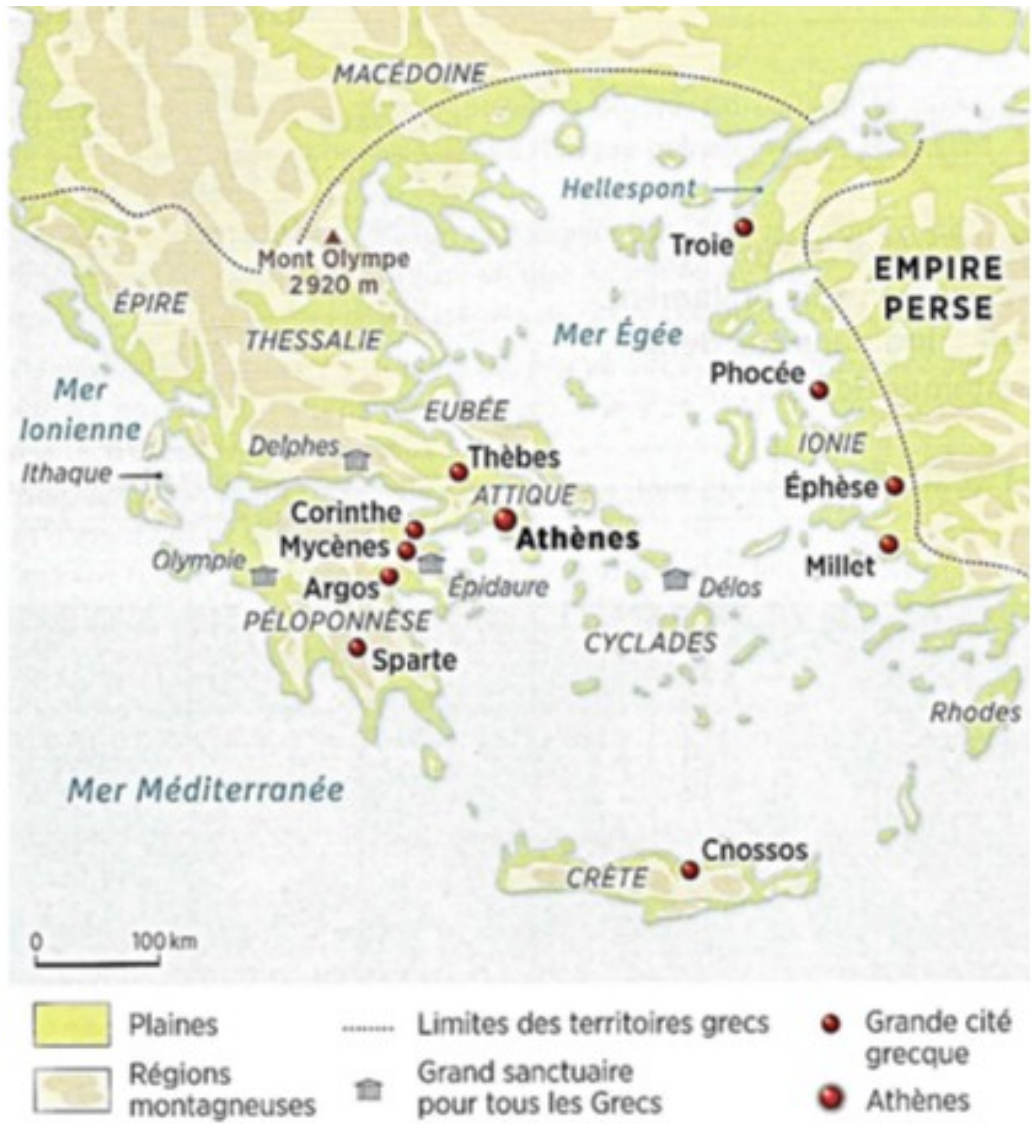 MACÉDOINE
Hellespont
Troie
Mont Olympe
2920 m
EMPIRE
PERSE
ÉPIRE
THESSALIE
Mer Égée
Phocée
Mer
Ionienne
EUBÉE
IONIE
Delphes
Thèbes
Ithaque
Éphèse
ATTIQUE
Corinthe
Athènes
Mycènes
Olympie
Millet
Argos
Épidaure
Délos
PÉLOPONNÈSE
CYCLADES
Sparte
Rhodes
Mer Méditerranée
Cnossos
CRÈTE
0 100 km
Plaines
Limites des territoires grecs
Grande cité
grecque
Régions
montagneuses
Grand sanctuaire
pour tous les Grecs
Athènes